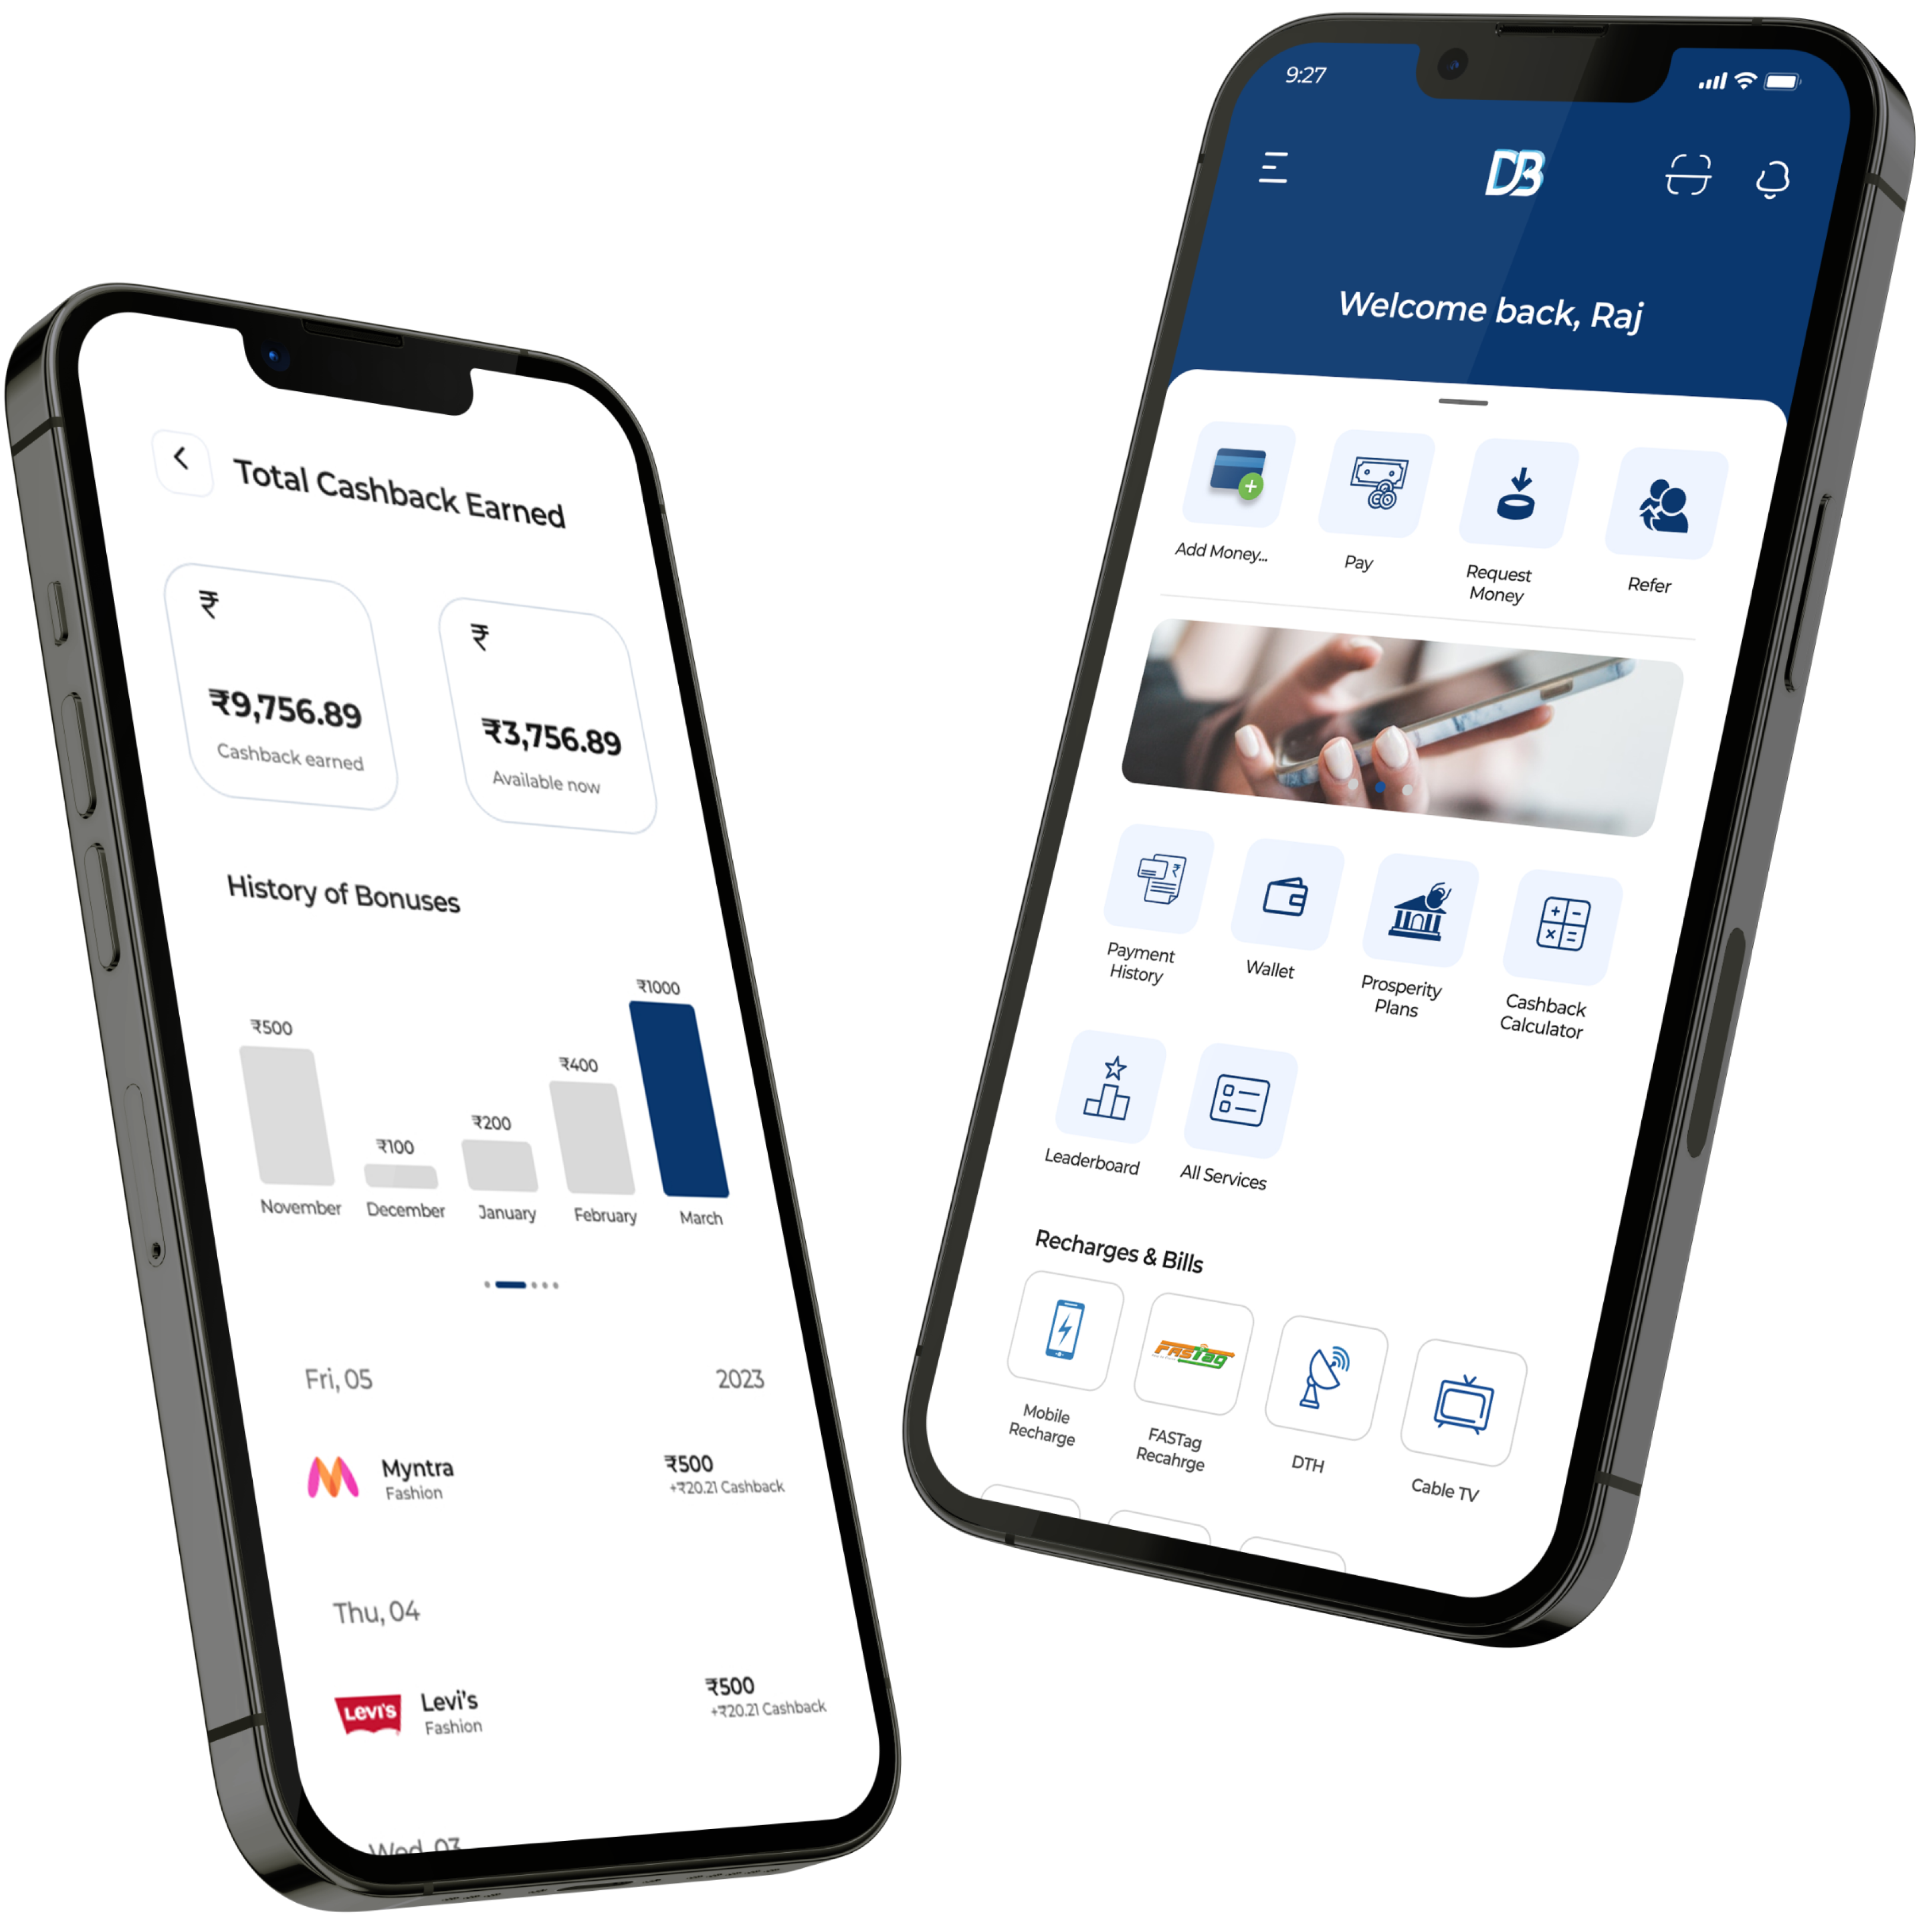 Total Cashback Earned
₹
₹9,756.89
Cashback earned
₹
₹3,756.89
Available now
History of Bonuses
₹500
₹100
₹200
₹400
₹1000
November
December
January
February
March
Fri, 05
2023
Myntra
Fashion
₹500
+₹20.21 Cashback
Thu, 04
LEVI'S
Levi's
Fashion
₹500
+₹20.21 Cashback
Wed, 03
9:27
DB
Welcome back, Raj
Add Money...
Pay
Request
Money
Refer
₹
Payment
History
Wallet
Prosperity
Plans
Cashback
Calculator
Leaderboard
All Services
Recharges & Bills
FASTag
Mobile
Recharge
FASTag
Recahrge
DTH
Cable TV